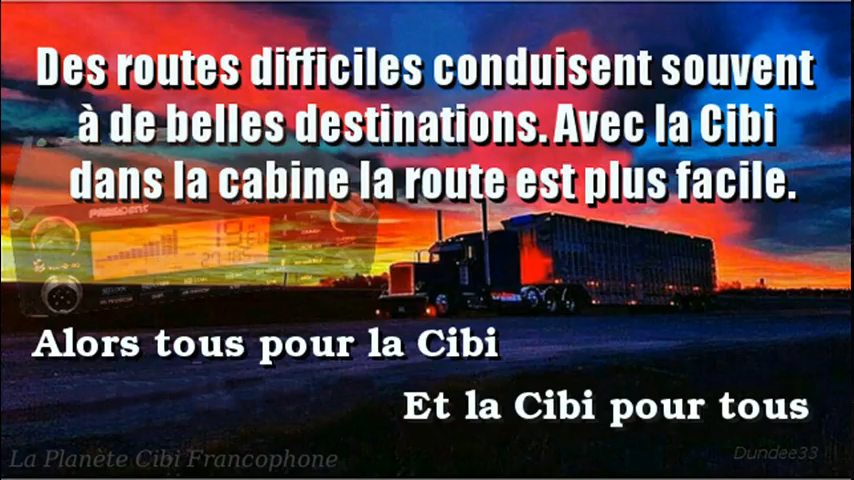 Des routes difficiles conduisent souvent
à de belles destinations. Avec la Cibi
dans la cabine la route est plus facile.
PRESIDENT
Alors tous pour la Cibi
Et la Cibi pour tous
La Planète Cibi Francophone
Dundee33